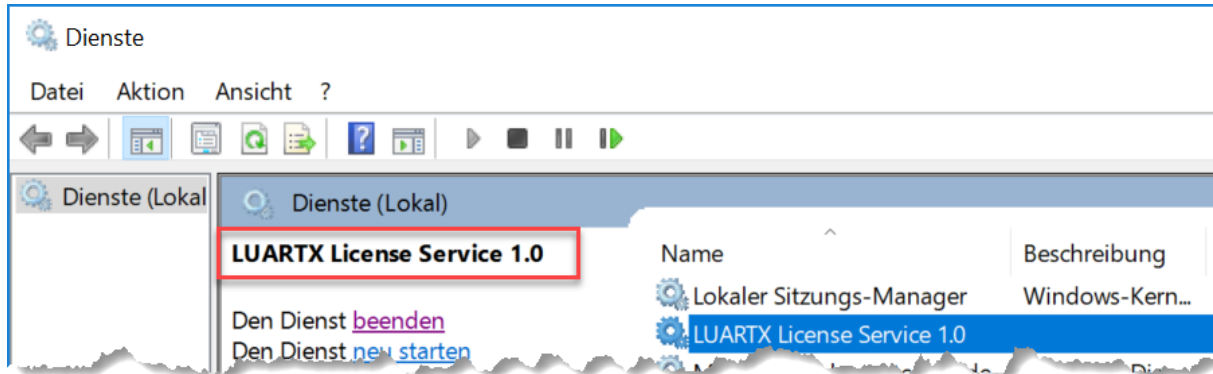 Dienste
Datei Aktion Ansicht ?
Dienste (Lokal
Dienste (Lokal)
LUARTX License Service 1.0
Den Dienst beenden
Den Dienst neu starten
Name Beschreibung
Lokaler Sitzungs-Manager Windows-Kern...
LUARTX License Service 1.0